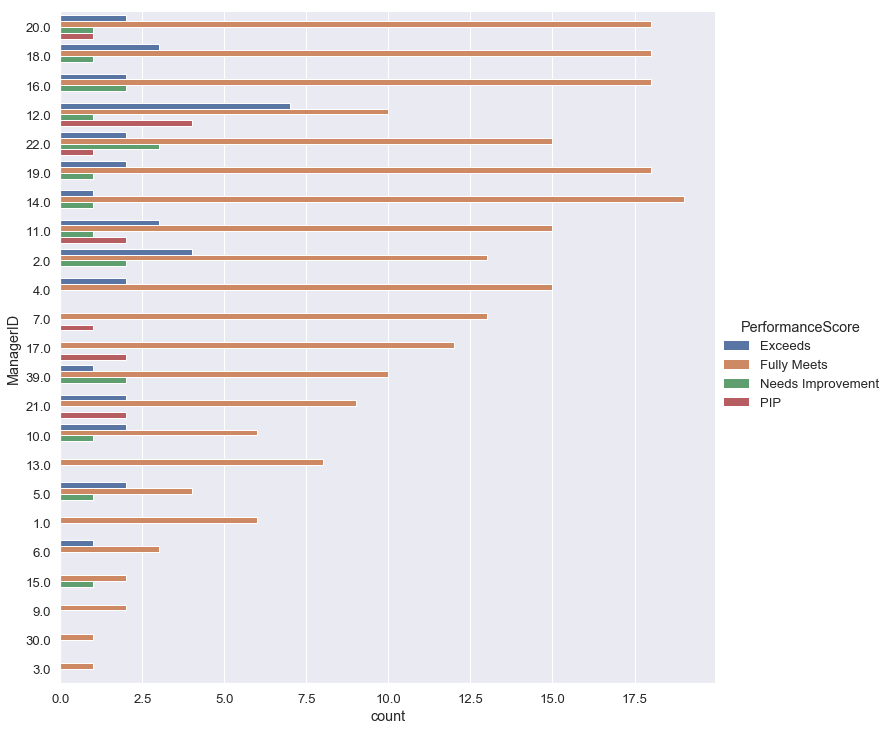 20.0
18.0
16.0
12.0
22.0
19.0
14.0
11.0
2.0
4.0
7.0
17.0
39.0
21.0
10.0
13.0
5.0
1.0
6.0
15.0
9.0
30.0
3.0
ManagerID
0.0 2.5 5.0 7.5 10.0 12.5 15.0 17.5
count
PerformanceScore
Exceeds
Fully Meets
Needs Improvement
PIP